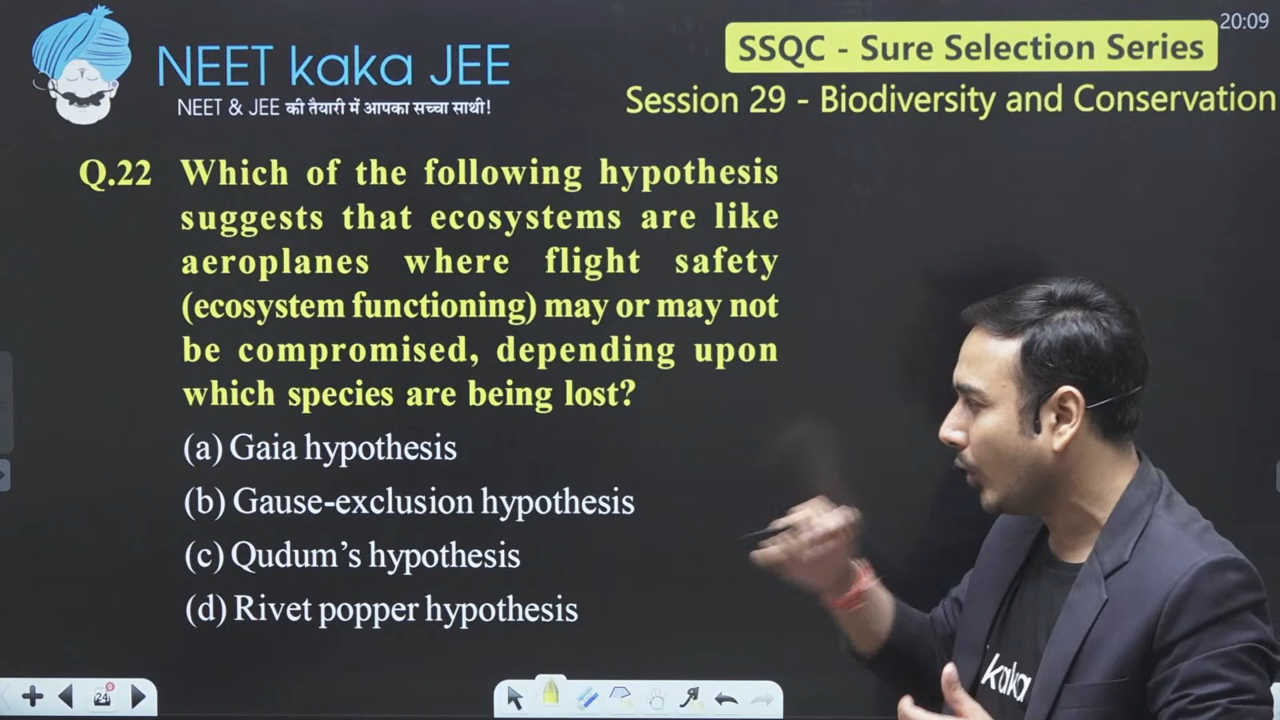 20:09
NEET kaka JEE
NEET & JEE की तैयारी में आपका सच्चा साथी!
SSQC - Sure Selection Series
Session 29 - Biodiversity and Conservation
Q.22 Which of the following hypothesis
suggests that ecosystems are like
aeroplanes where flight safety
(ecosystem functioning) may or may not
be compromised, depending upon
which species are being lost?
(a) Gaia hypothesis
(b) Gause-exclusion hypothesis
(c) Qudum's hypothesis
(d) Rivet popper hypothesis
kaka
24